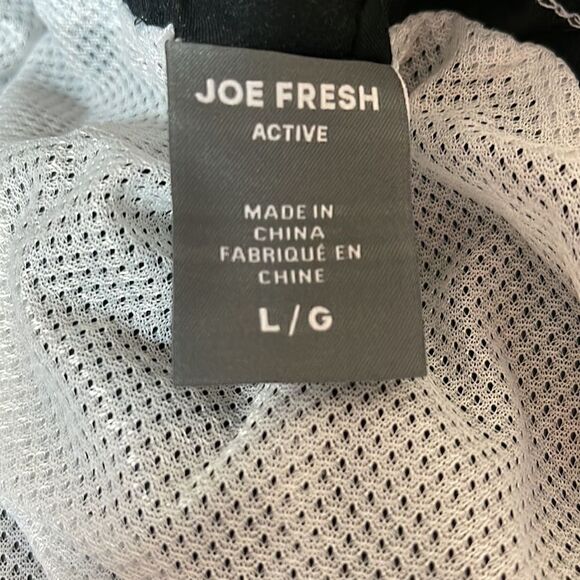 JOE FRESH
ACTIVE
MADE IN
CHINA
FABRIQUÉ EN
CHINE
L / G